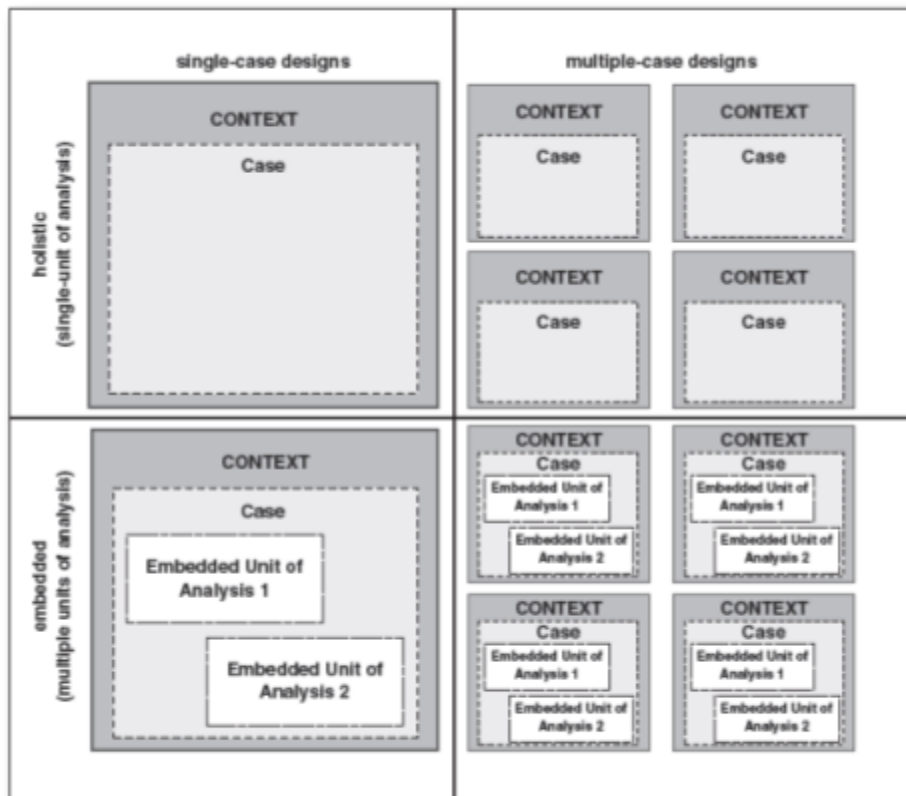 single-case designs
multiple-case designs
holistic
(single-unit of analysis)
CONTEXT
Case
CONTEXT
Case
CONTEXT
Case
CONTEXT
Case
CONTEXT
Case
embedded
(multiple units of analysis)
CONTEXT
Case
Embedded Unit of
Analysis 1
Embedded Unit of
Analysis 2
CONTEXT
Case
Embedded Unit of
Analysis 1
Embedded Unit of
Analysis 2
CONTEXT
Case
Embedded Unit of
Analysis 1
Embedded Unit of
Analysis 2
CONTEXT
Case
Embedded Unit of
Analysis 1
Embedded Unit of
Analysis 2
CONTEXT
Case
Embedded Unit of
Analysis 1
Embedded Unit of
Analysis 2